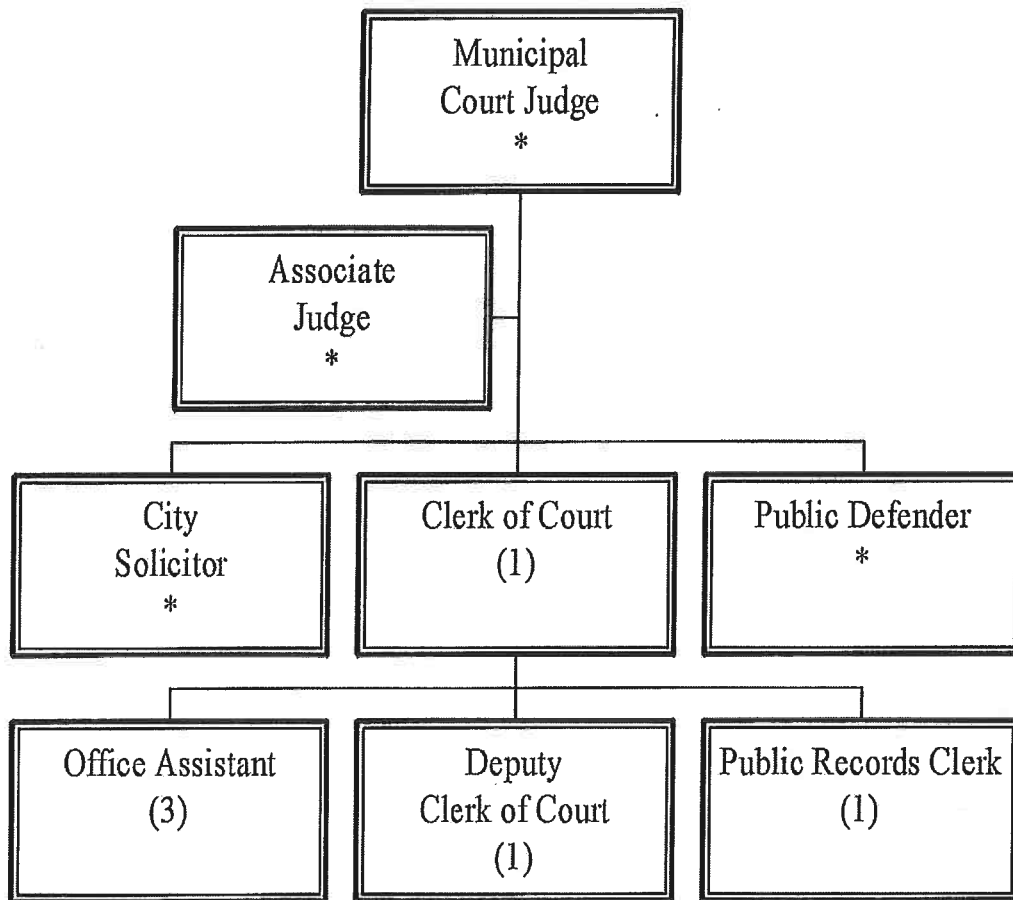 Municipal
Court Judge
*
Associate
Judge
*
City
Solicitor
*
Clerk of Court
(1)
Public Defender
*
Office Assistant
(3)
Deputy
Clerk of Court
(1)
Public Records Clerk
(1)